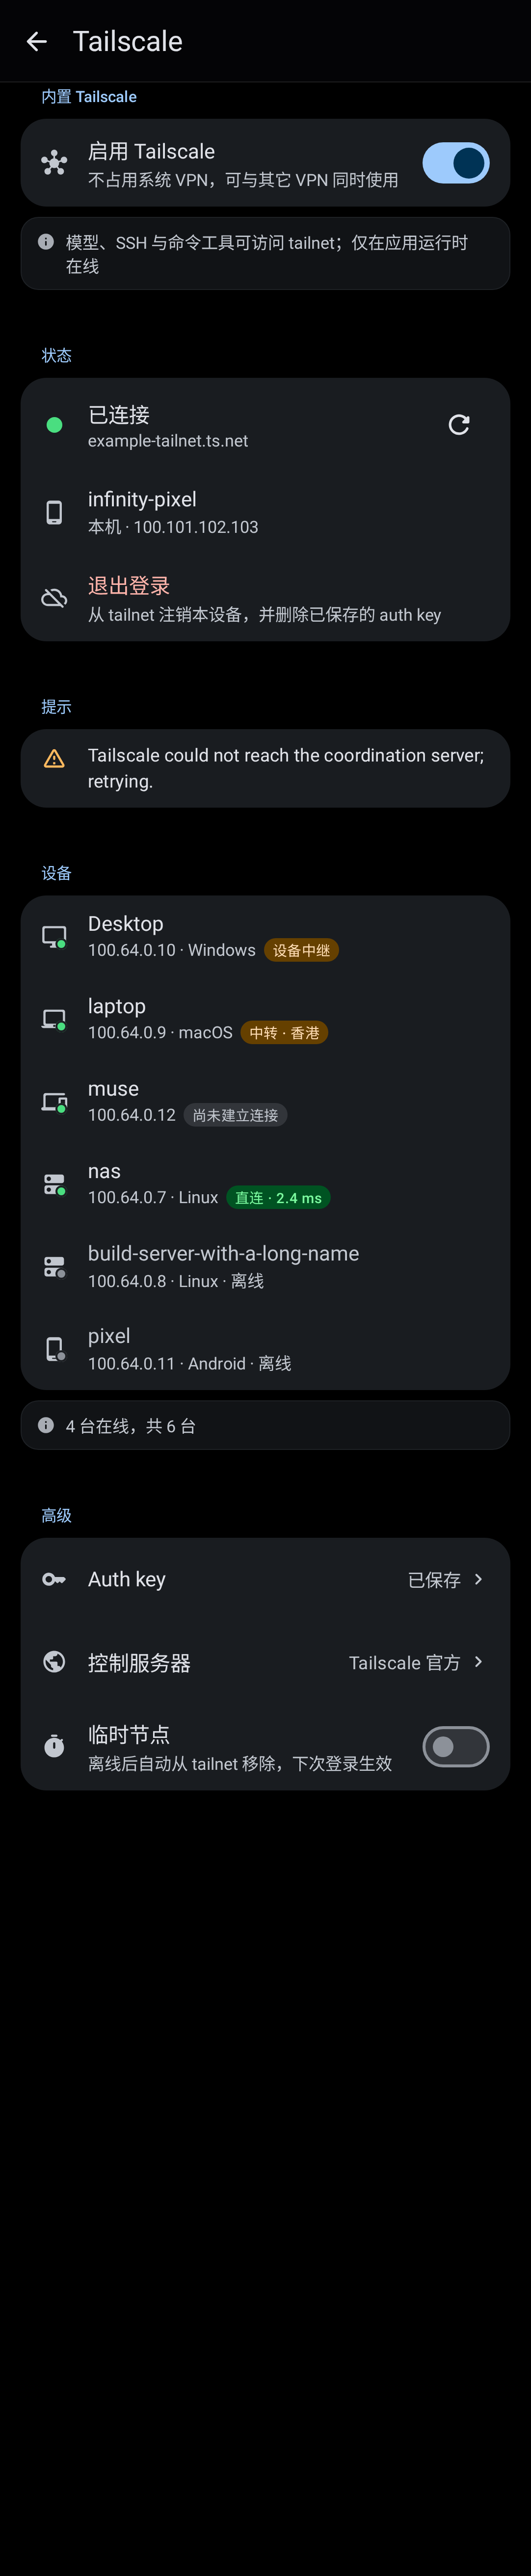 Tailscale
内置 Tailscale
启用 Tailscale
不占用系统 VPN，可与其它 VPN 同时使用
模型、SSH 与命令工具可访问 tailnet；仅在应用运行时
在线
状态
已连接
example-tailnet.ts.net
infinity-pixel
本机 · 100.101.102.103
退出登录
从 tailnet 注销本设备，并删除已保存的 auth key
提示
Tailscale could not reach the coordination server;
retrying.
设备
Desktop
100.64.0.10 · Windows 设备中继
laptop
100.64.0.9 · macOS 中转 · 香港
muse
100.64.0.12 尚未建立连接
nas
100.64.0.7 · Linux 直连 · 2.4 ms
build-server-with-a-long-name
100.64.0.8 · Linux · 离线
pixel
100.64.0.11 · Android · 离线
4 台在线，共 6 台
高级
Auth key 已保存
控制服务器 Tailscale 官方
临时节点
离线后自动从 tailnet 移除，下次登录生效